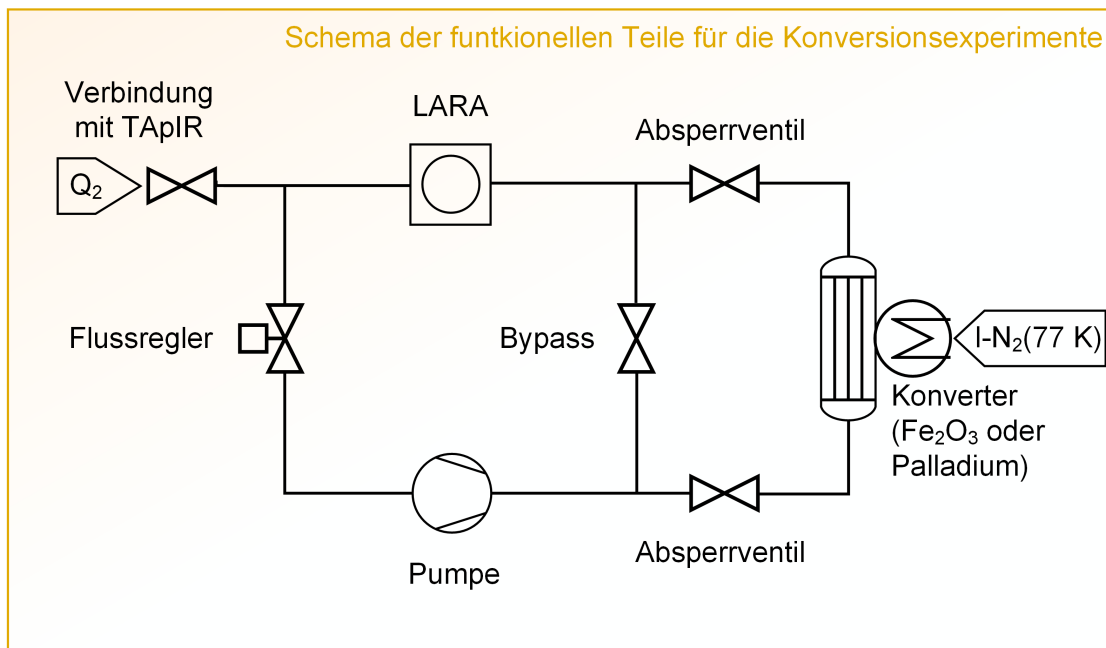 Schema der funtkionellen Teile für die Konversionsexperimente
Verbindung
mit TApIR
LARA
Absperrventil
Q₂
Flussregler
Bypass
l-N₂(77 K)
Konverter
(Fe₂O₃ oder
Palladium)
Pumpe
Absperrventil